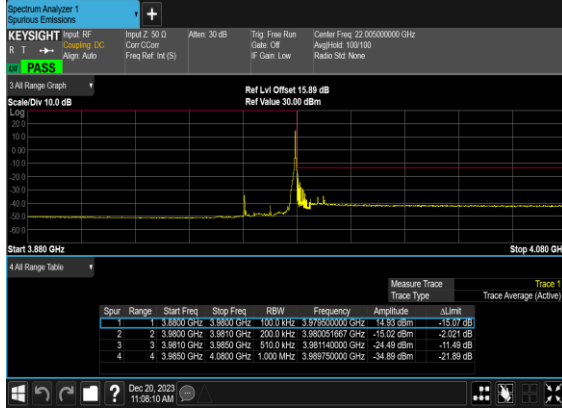 Spectrum Analyzer 1
Spurious Emissions
+
KEYSIGHT
R T
LXI PASS
Input: RF
Coupling: DC
Align: Auto
Input Z: 50 Ω
Corr CCorr
Freq Ref: Int (S)
Atten: 30 dB
Trig: Free Run
Gate: Off
IF Gain: Low
Center Freq: 22.005000000 GHz
Avg|Hold: 100/100
Radio Std: None
3 All Range Graph
Scale/Div 10.0 dB
Ref Lvl Offset 15.89 dB
Ref Value 30.00 dBm
Log
20.0
10.0
0.00
-10.0
-20.0
-30.0
-40.0
-50.0
-60.0
Start 3.880 GHz
Stop 4.080 GH
4 All Range Table
Measure Trace Trace 1
Trace Type Trace Average (Active)
Spur Range Start Freq Stop Freq RBW Frequency Amplitude ΔLimit
1 1 3.8800 GHz 3.9800 GHz 100.0 kHz 3.979500000 GHz 14.93 dBm -15.07 dB
2 2 3.9800 GHz 3.9810 GHz 200.0 kHz 3.980051667 GHz -15.02 dBm -2.021 dB
3 3 3.9810 GHz 3.9850 GHz 510.0 kHz 3.981140000 GHz -24.49 dBm -11.49 dB
4 4 3.9850 GHz 4.0800 GHz 1.000 MHz 3.989750000 GHz -34.89 dBm -21.89 dB
?
Dec 20, 2023
11:08:10 AM